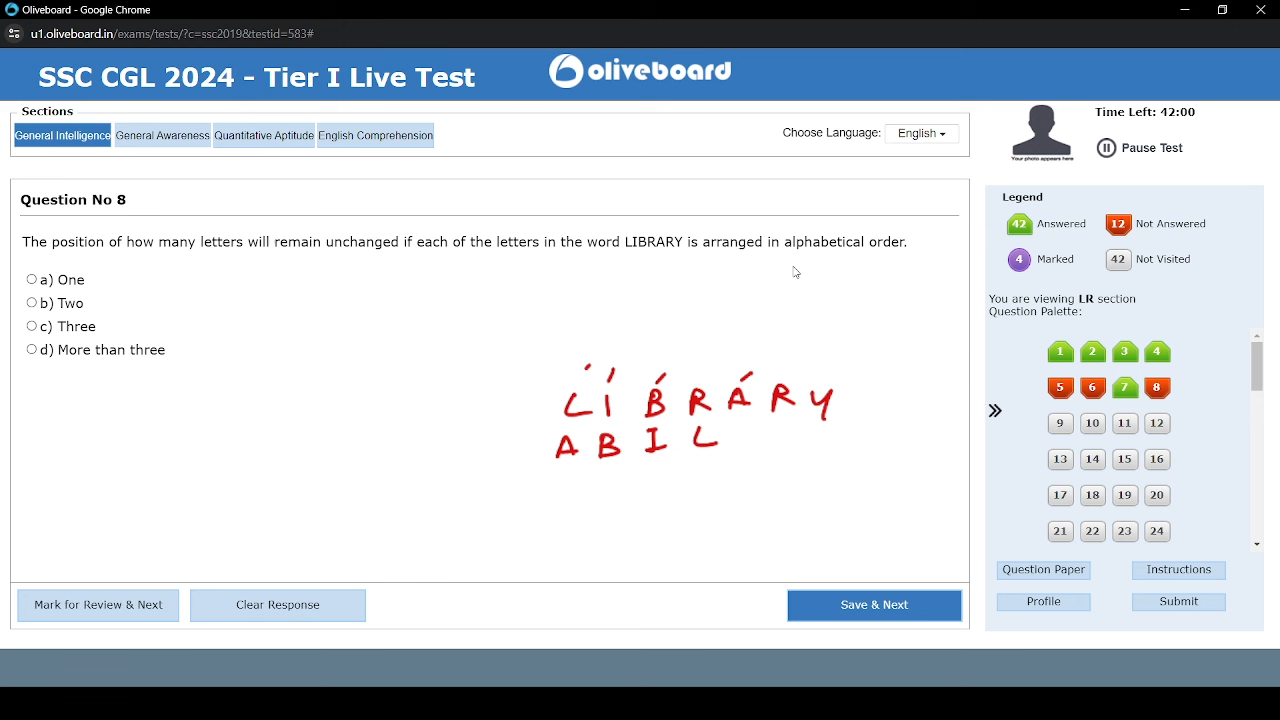 Oliveboard - Google Chrome
u1.oliveboard.in/exams/tests/?c=ssc2019&testid=583#
SSC CGL 2024 - Tier I Live Test
oliveboard
Sections
General Intelligence General Awareness Quantitative Aptitude English Comprehension
Choose Language: English
Your photo appears here
Time Left: 42:00
Pause Test
Question No 8
The position of how many letters will remain unchanged if each of the letters in the word LIBRARY is arranged in alphabetical order.
a) One
b) Two
c) Three
d) More than three
L I B R A R Y
A B I L
Mark for Review & Next
Clear Response
Save & Next
Legend
42 Answered 12 Not Answered
4 Marked 42 Not Visited
You are viewing LR section
Question Palette:
1 2 3 4
5 6 7 8
9 10 11 12
13 14 15 16
17 18 19 20
21 22 23 24
Question Paper Instructions
Profile Submit